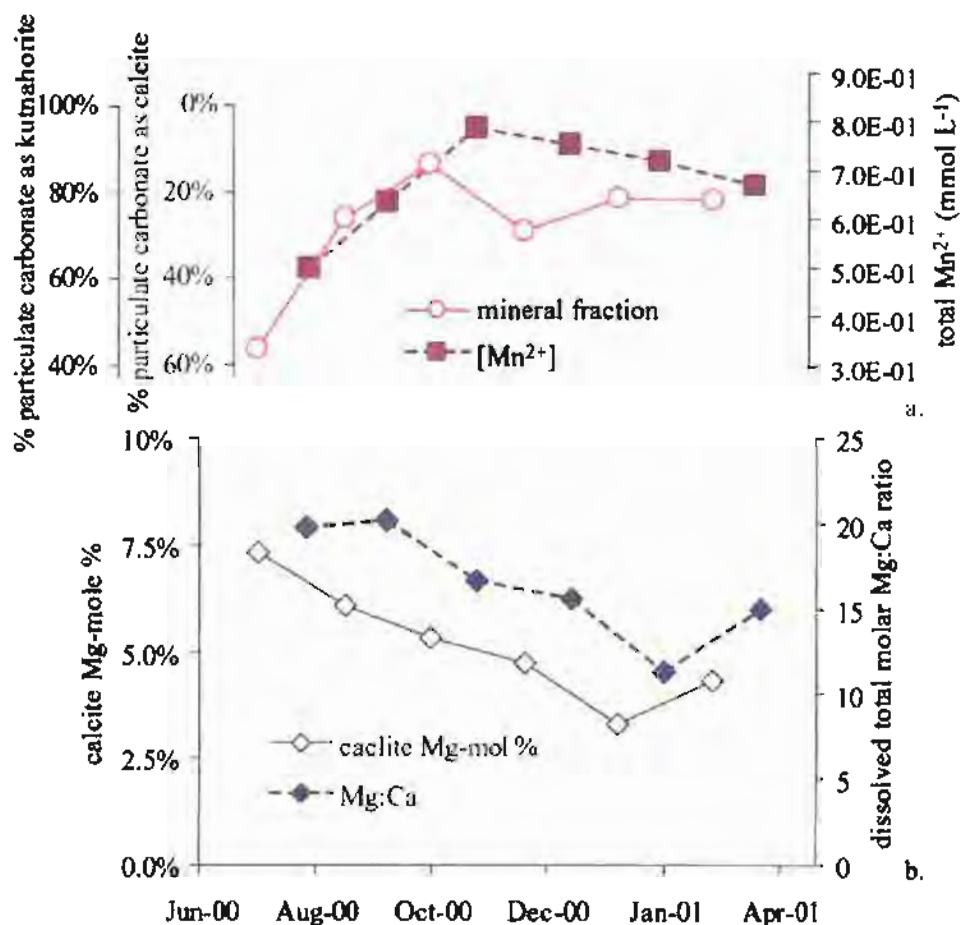 % particulate carbonate as kutnahorite
100%
80%
60%
40%
% particulate carbonate as calcite
0%
20%
40%
60%
mineral fraction
[Mn²⁺]
9.0E-01
8.0E-01
7.0E-01
6.0E-01
5.0E-01
4.0E-01
3.0E-01
total Mn²⁺ (mmol L⁻¹)
a.
calcite Mg-mole %
10%
7.5%
5.0%
2.5%
0.0%
caclite Mg-mol %
Mg:Ca
25
20
15
10
5
0
dissolved total molar Mg:Ca ratio
b.
Jun-00 Aug-00 Oct-00 Dec-00 Jan-01 Apr-01